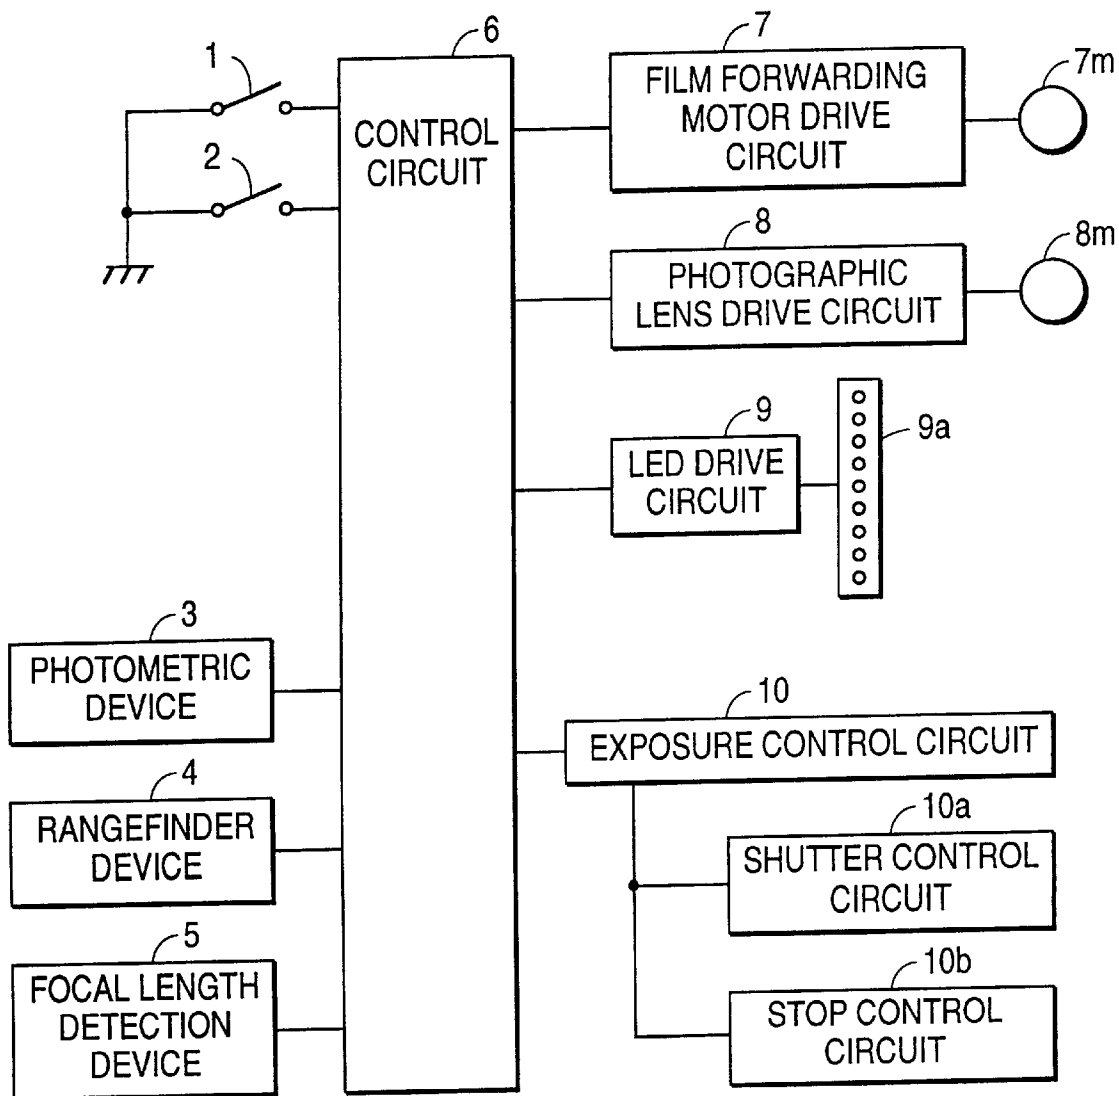 1
2
6
CONTROL
CIRCUIT
7
FILM FORWARDING
MOTOR DRIVE
CIRCUIT
7m
8
PHOTOGRAPHIC
LENS DRIVE CIRCUIT
8m
9
LED DRIVE
CIRCUIT
9a
3
PHOTOMETRIC
DEVICE
4
RANGEFINDER
DEVICE
5
FOCAL LENGTH
DETECTION
DEVICE
10
EXPOSURE CONTROL CIRCUIT
10a
SHUTTER CONTROL
CIRCUIT
10b
STOP CONTROL
CIRCUIT